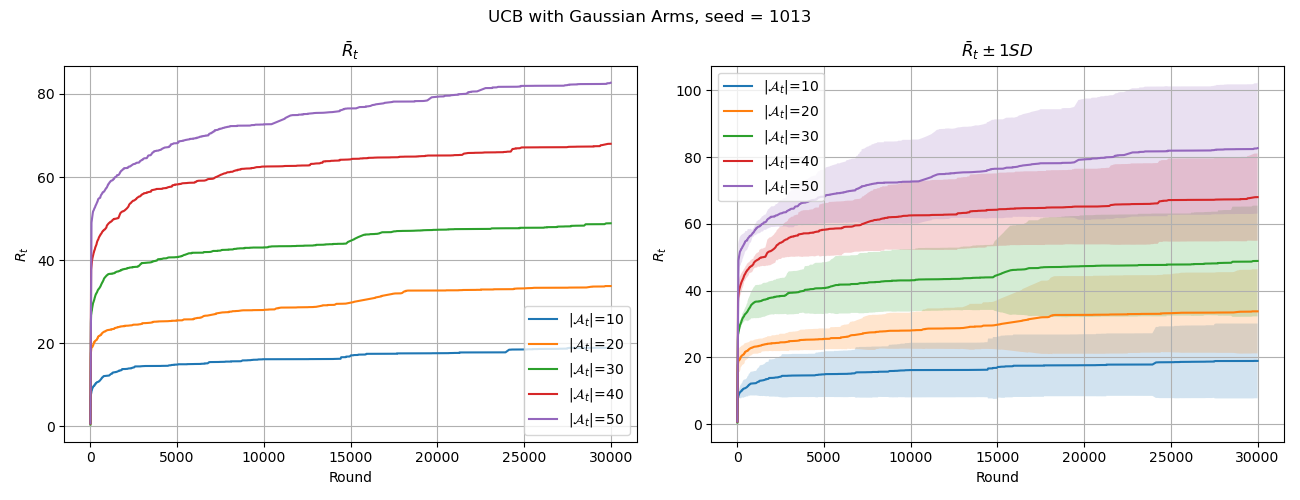 UCB with Gaussian Arms, seed = 1013
R̄ₜ
80
60
40
20
0
Rₜ
0 5000 10000 15000 20000 25000 30000
Round
|𝒜ₜ|=10
|𝒜ₜ|=20
|𝒜ₜ|=30
|𝒜ₜ|=40
|𝒜ₜ|=50
R̄ₜ ± 1SD
100
80
60
40
20
0
Rₜ
0 5000 10000 15000 20000 25000 30000
Round
|𝒜ₜ|=10
|𝒜ₜ|=20
|𝒜ₜ|=30
|𝒜ₜ|=40
|𝒜ₜ|=50